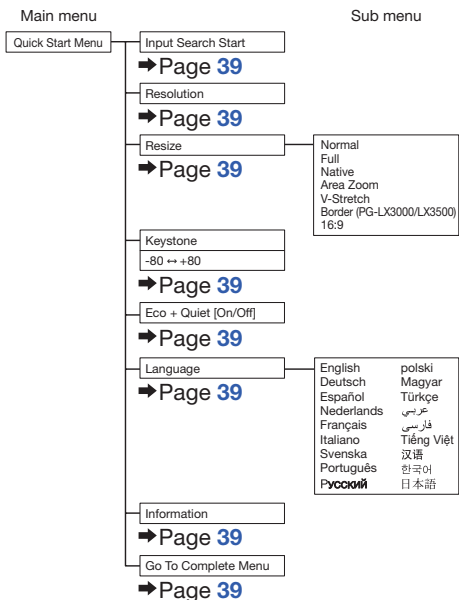 Main menu
Sub menu
Quick Start Menu
Input Search Start
➡Page 39
Resolution
➡Page 39
Resize
➡Page 39
Normal
Full
Native
Area Zoom
V-Stretch
Border (PG-LX3000/LX3500)
16:9
Keystone
-80 ↔ +80
➡Page 39
Eco + Quiet [On/Off]
➡Page 39
Language
➡Page 39
English polski
Deutsch Magyar
Español Türkçe
Nederlands عربي
Français فارسی
Italiano Tiếng Việt
Svenska 汉语
Português 한국어
Русский 日本語
Information
➡Page 39
Go To Complete Menu
➡Page 39